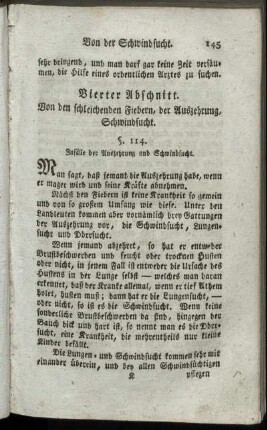 Von der Schwindsucht. 145
sehr dringend, und man darf gar keine Zeit versäu-
men, die Hilfe eines ordentlichen Arztes zu suchen.
Vierter Abschnitt.
Von den schleichenden Fiebern, der Auszehrung,
Schwindsucht.
§. 114.
Zufälle der Auszehrung und Schwindsucht.
Man sagt, daß jemand die Auszehrung habe, wenn
er mager wird und seine Kräfte abnehmen.
Nächst den Fiebern ist keine Krankheit so gemein
und von so großem Umfang wie diese. Unter den
Landleuten kommen aber vornämlich drey Gattungen
der Auszehrung vor, die Schwindsucht, Lungen-
sucht und Dörrsucht.
Wenn jemand abzehret, so hat er entweder
Brustbeschwerden und feucht oder trocknen Husten
oder nicht, in jenem Fall ist entweder die Ursache des
Hustens in der Lunge selbst — welches man daran
erkennet, daß der Kranke allemal, wenn er tief Athem
holet, husten muß; dann hat er die Lungensucht, —
oder nicht, so ist es die Schwindsucht. Wenn keine
sonderliche Brustbeschwerden da sind, hingegen der
Bauch dick und hart ist, so nennt man es die Dörr-
sucht, eine Krankheit, die mehrentheils nur kleine
Kinder befällt.
Die Lungen- und Schwindsucht kommen sehr mit
einander überein, und bey allen Schwindsüchtigen
K pflegen